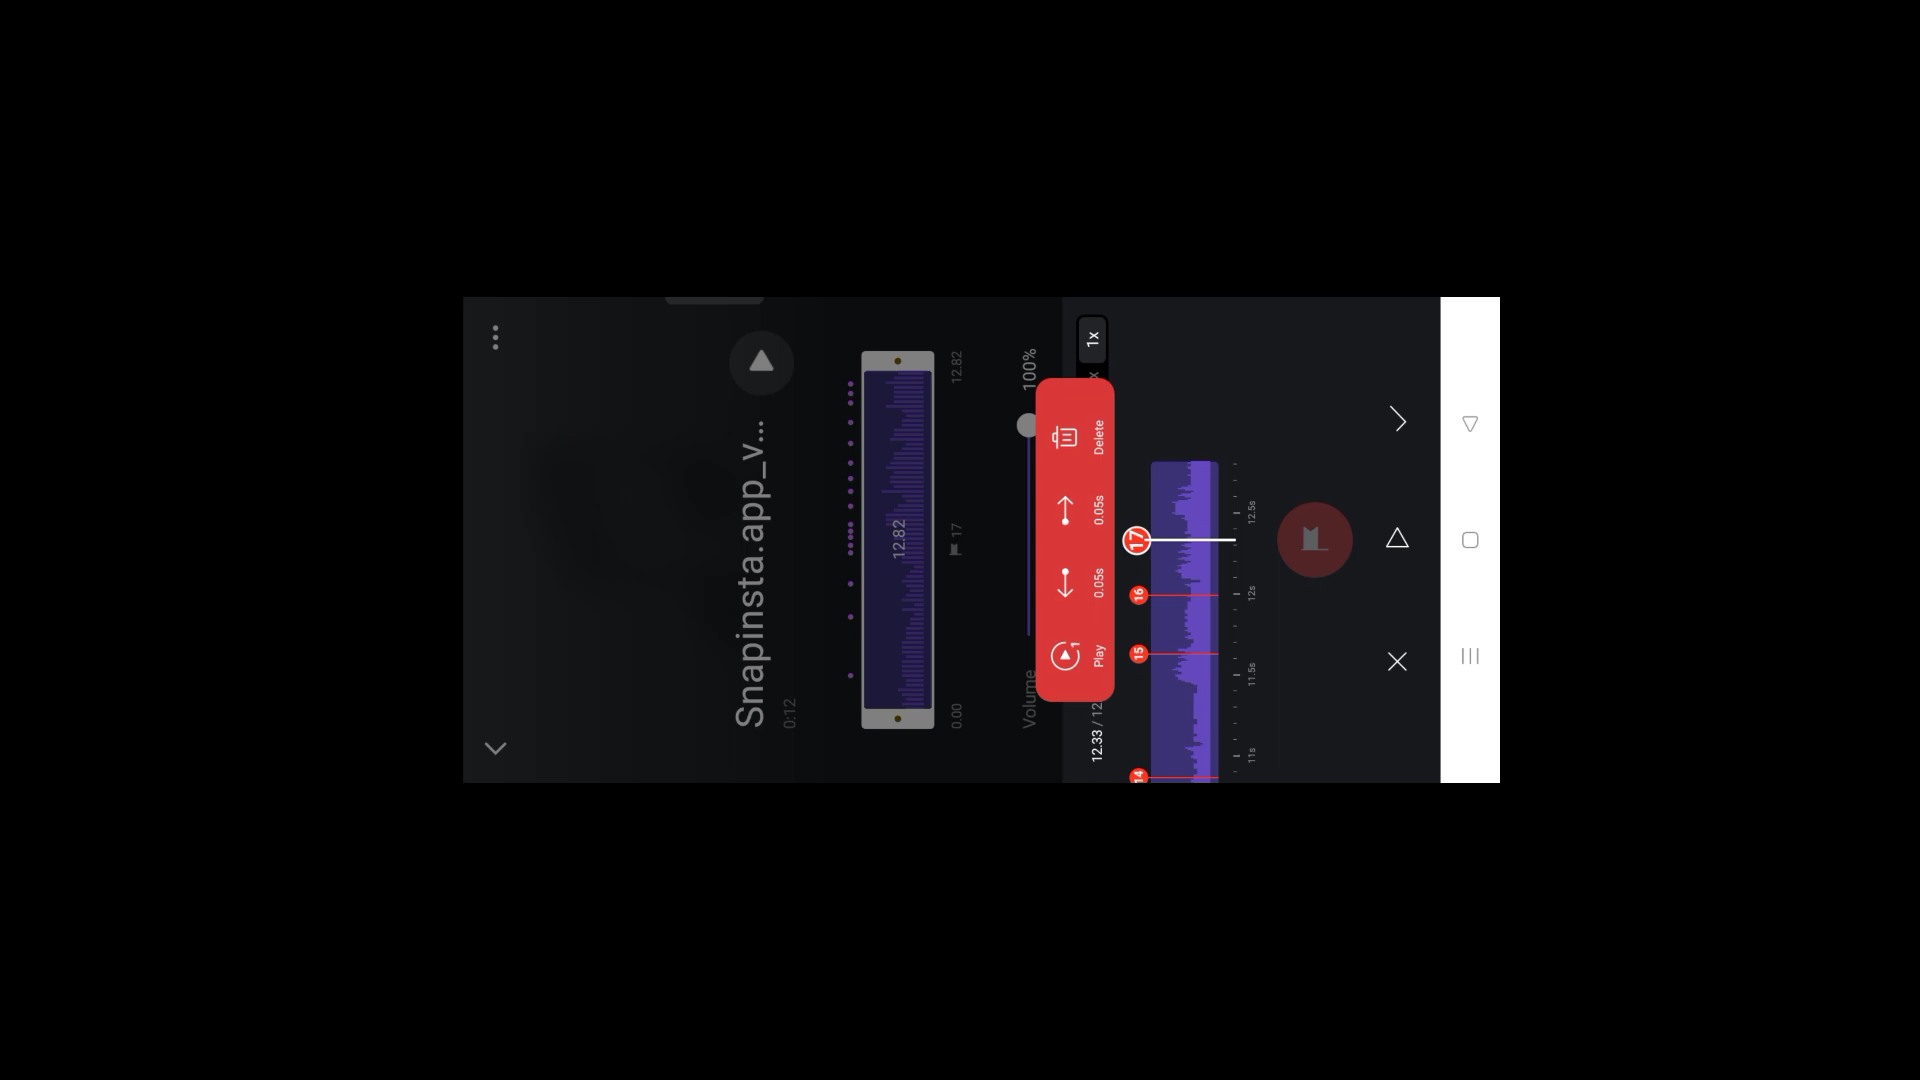 Snapinsta.app_v...
0:12
12.82
0.00
17
12.82
Volume
100%
12.33 / 12
x
1x
Play
1
0.05s
0.05s
Delete
14
15
16
17
11s
11.5s
12s
12.5s